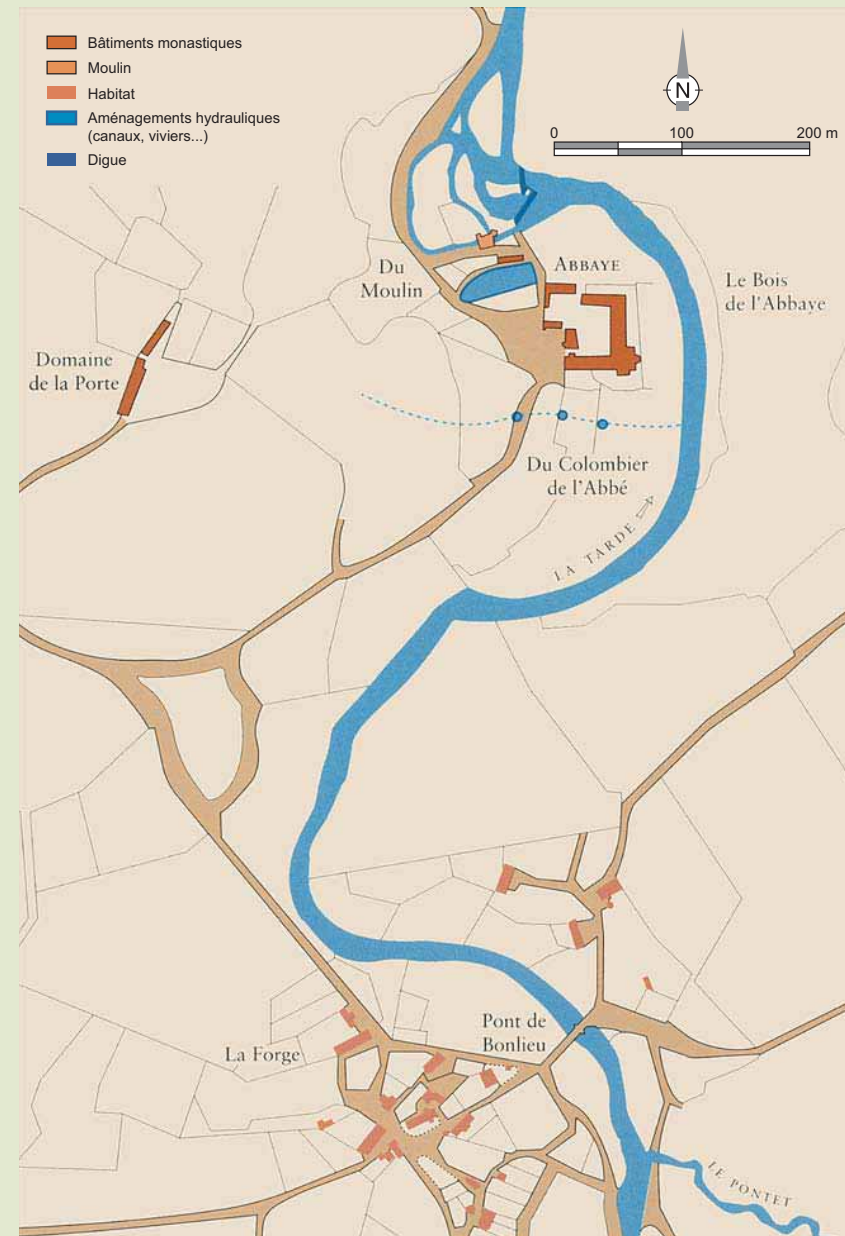 Bâtiments monastiques
Moulin
Habitat
Aménagements hydrauliques
(canaux, viviers...)
Digue
N
0 100 200 m
Du
Moulin
ABBAYE
Le Bois
de l'Abbaye
Domaine
de la Porte
Du Colombier
de l'Abbé
LA TARDE
Pont de
Bonlieu
La Forge
LE PONTET